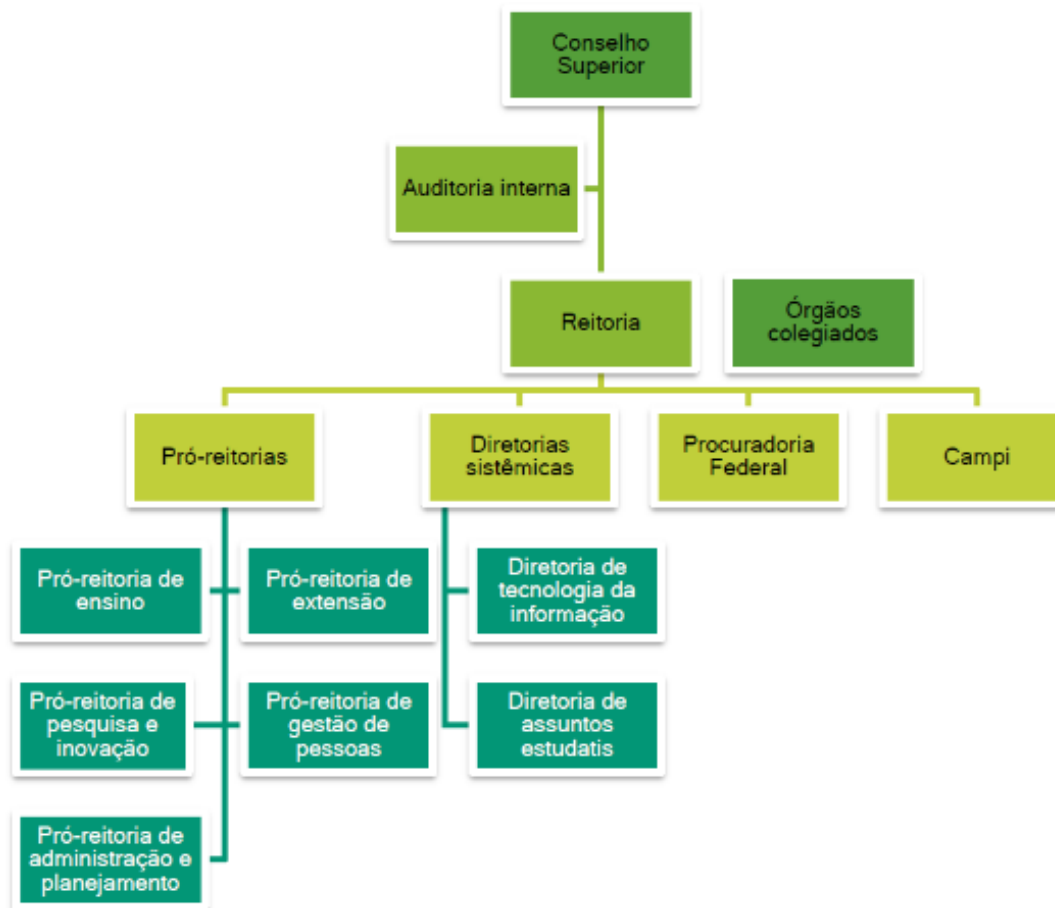 Conselho
Superior
Auditoria interna
Reitoria
Órgãos
colegiados
Pró-reitorias
Diretorias
sistêmicas
Procuradoria
Federal
Campi
Pró-reitoria de
ensino
Pró-reitoria de
extensão
Diretoria de
tecnologia da
informação
Pró-reitoria de
pesquisa e
inovação
Pró-reitoria de
gestão de
pessoas
Diretoria de
assuntos
estudatis
Pró-reitoria de
administração e
planejamento